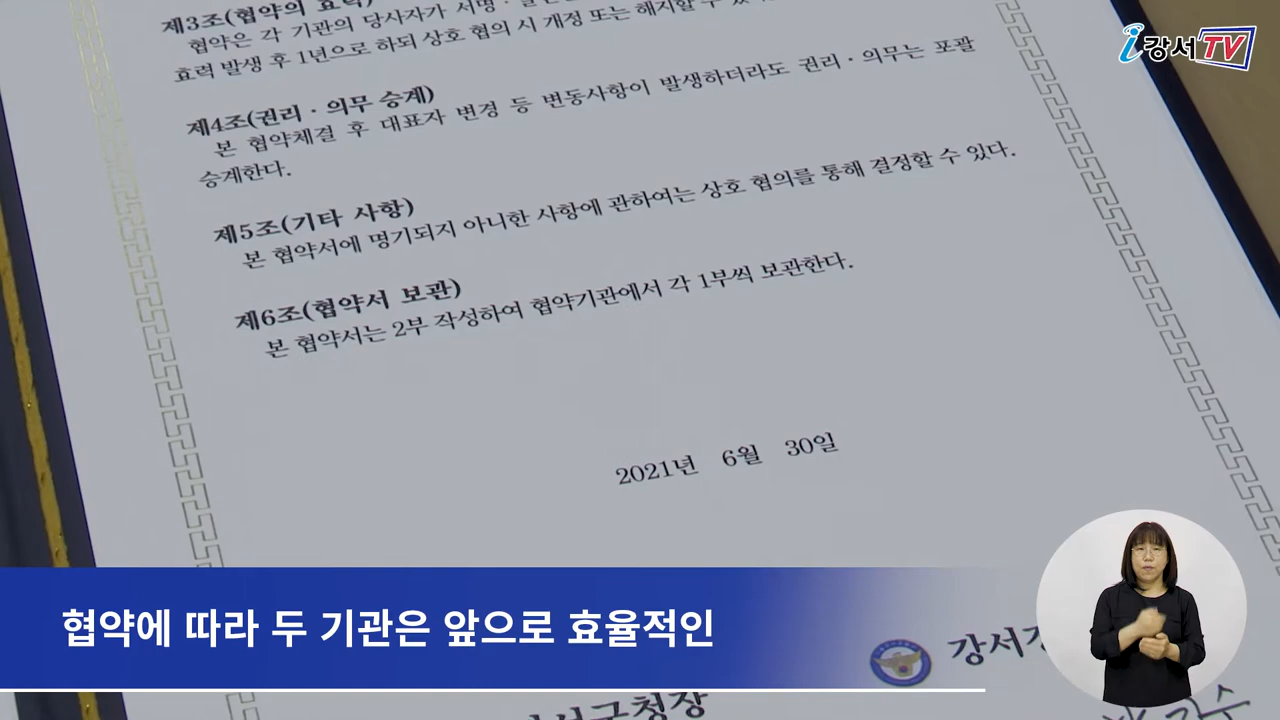 i강서TV
제3조(협약의 효력)
협약은 각 기관의 당사자가 서명·
효력 발생 후 1년으로 하되 상호 협의 시 개정 또는 해지할 수
제4조(권리·의무 승계)
본 협약체결 후 대표자 변경 등 변동사항이 발생하더라도 권리·의무는 포괄
승계한다.
제5조(기타 사항)
본 협약서에 명기되지 아니한 사항에 관하여는 상호 협의를 통해 결정할 수 있다.
제6조(협약서 보관)
본 협약서는 2부 작성하여 협약기관에서 각 1부씩 보관한다.
2021년 6월 30일
협약에 따라 두 기관은 앞으로 효율적인
강서
구청장